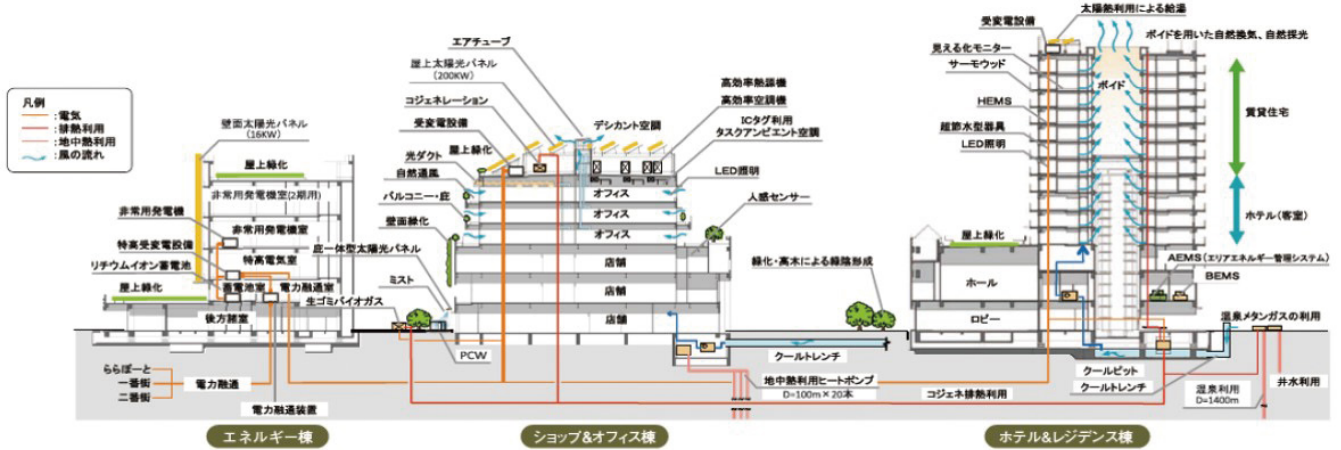 凡例
：電気
：排熱利用
：地中熱利用
：風の流れ
壁面太陽光パネル
(16KW)
屋上緑化
非常用発電機室(2期用)
非常用発電機
非常用発電機室
特高受変電設備
特高電気室
リチウムイオン蓄電池
蓄電池室
電力融通室
屋上緑化
後方諸室
ららぽーと
一番街
二番街
電力融通
電力融通装置
エネルギー棟
エアチューブ
屋上太陽光パネル
(200KW)
コジェネレーション
受変電設備
屋上緑化
光ダクト
自然通風
バルコニー・庇
壁面緑化
庇一体型太陽光パネル
ミスト
生ゴミバイオガス
PCW
デシカント空調
高効率熱源機
高効率空調機
ICタグ利用
タスクアンビエント空調
LED照明
人感センサー
オフィス
オフィス
オフィス
店舗
店舗
店舗
緑化・高木による緑陰形成
クールトレンチ
地中熱利用ヒートポンプ
D=100m×20本
コジェネ排熱利用
ショップ&オフィス棟
受変電設備
太陽熱利用による給湯
ボイドを用いた自然換気、自然採光
見える化モニター
サーモウッド
ボイド
HEMS
超節水型器具
LED照明
賃貸住宅
ホテル(客室)
屋上緑化
AEMS(エリアエネルギー管理システム)
BEMS
ホール
ロビー
温泉メタンガスの利用
クールピット
クールトレンチ
温泉利用
D=1400m
井水利用
ホテル&レジデンス棟